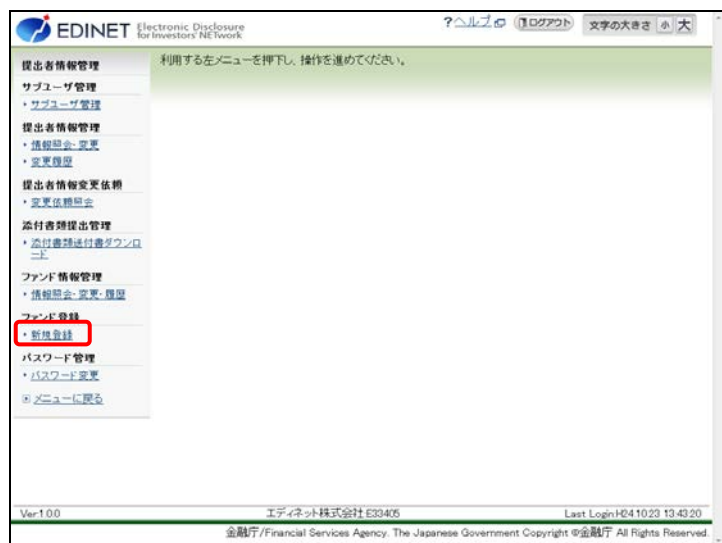 EDINET Electronic Disclosure for Investors' NETwork
?ヘルプ ログアウト 文字の大きさ 小 大
提出者情報管理
利用する左メニューを押下し、操作を進めてください。
サブユーザ管理
サブユーザ管理
提出者情報管理
情報照会・変更
変更履歴
提出者情報変更依頼
変更依頼照会
添付書類提出管理
添付書類送付書ダウンロ
ード
ファンド情報管理
情報照会・変更・履歴
ファンド登録
新規登録
パスワード管理
パスワード変更
メニューに戻る
Ver.1.0.0 エディネット株式会社 E33405 Last Login:H24.10.23 13:43:20
金融庁/Financial Services Agency. The Japanese Government Copyright ©金融庁 All Rights Reserved.